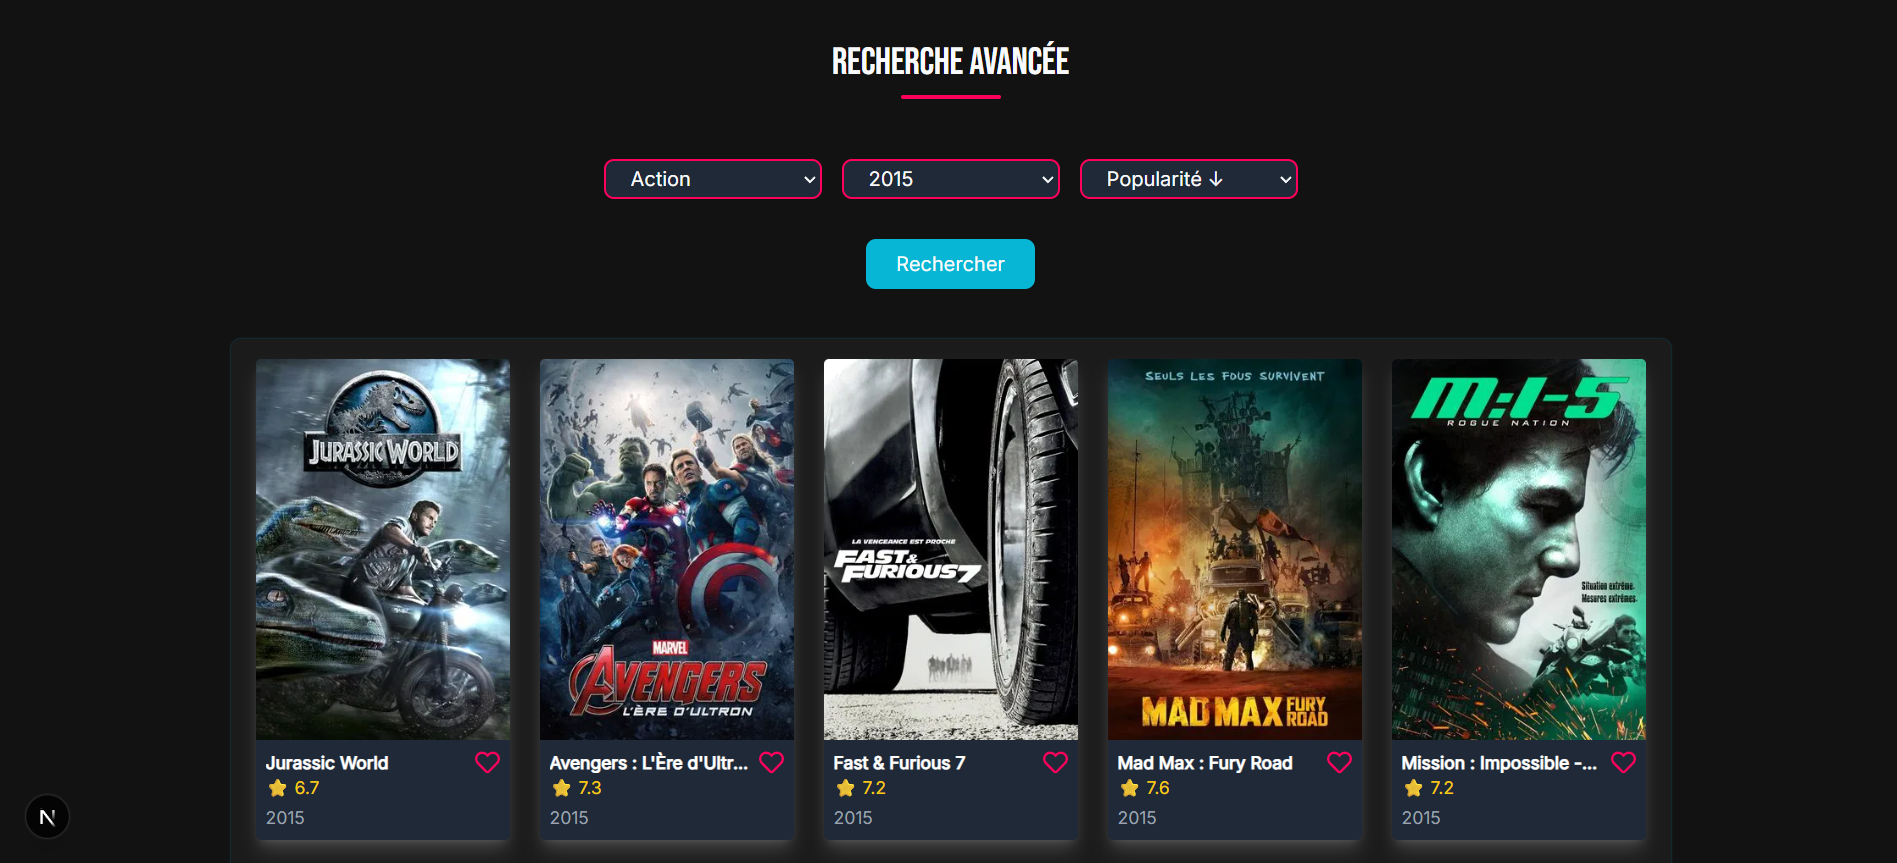 RECHERCHE AVANCÉE
Action
2015
Popularité ↓
Rechercher
JURASSIC WORLD
MARVEL
AVENGERS
L'ÈRE D'ULTRON
LA VENGEANCE EST PROCHE
FAST &
FURIOUS 7
SEULS LES FOUS SURVIVENT
MAD MAX FURY
ROAD
M:I-5
ROGUE NATION
Situation extrême.
Mesures extrêmes.
Jurassic World
6.7
2015
Avengers : L'Ère d'Ultr...
7.3
2015
Fast & Furious 7
7.2
2015
Mad Max : Fury Road
7.6
2015
Mission : Impossible -...
7.2
2015
N